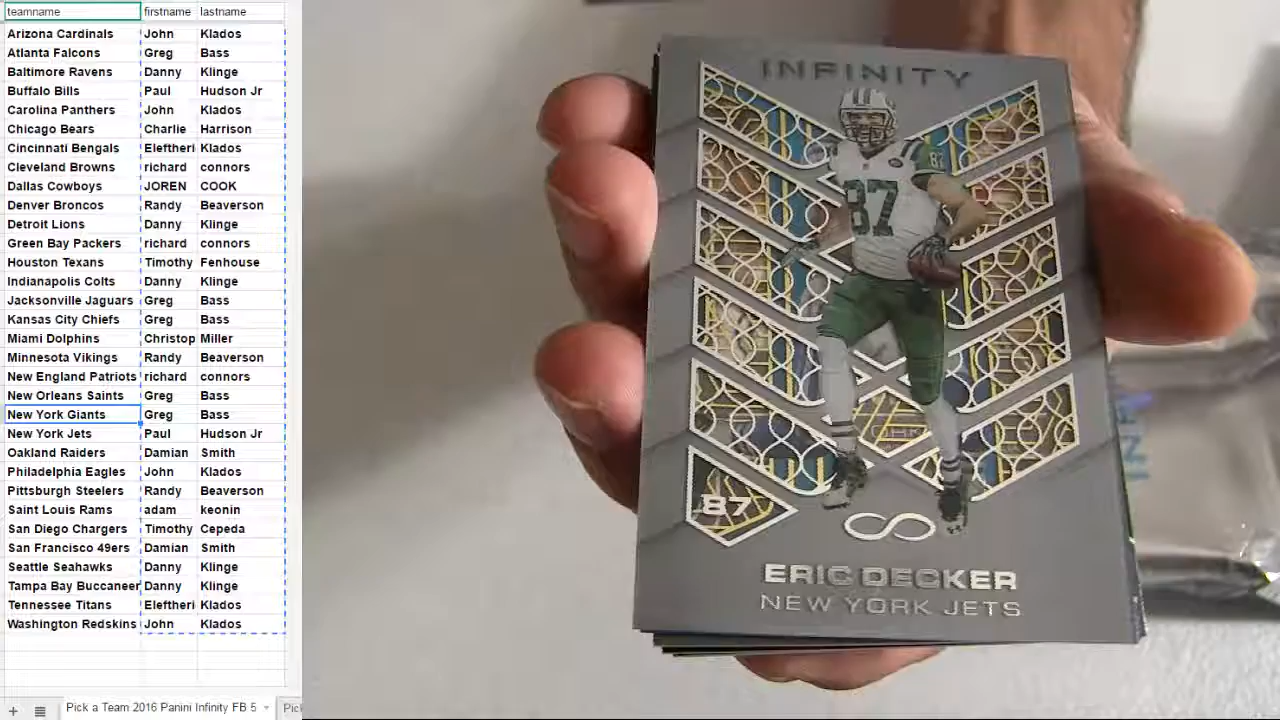 teamname firstname lastname
Arizona Cardinals John Klados
Atlanta Falcons Greg Bass
Baltimore Ravens Danny Klinge
Buffalo Bills Paul Hudson Jr
Carolina Panthers John Klados
Chicago Bears Charlie Harrison
Cincinnati Bengals Eleftheri Klados
Cleveland Browns richard connors
Dallas Cowboys JOREN COOK
Denver Broncos Randy Beaverson
Detroit Lions Danny Klinge
Green Bay Packers richard connors
Houston Texans Timothy Fenhouse
Indianapolis Colts Danny Klinge
Jacksonville Jaguars Greg Bass
Kansas City Chiefs Greg Bass
Miami Dolphins Christop Miller
Minnesota Vikings Randy Beaverson
New England Patriots richard connors
New Orleans Saints Greg Bass
New York Giants Greg Bass
New York Jets Paul Hudson Jr
Oakland Raiders Damian Smith
Philadelphia Eagles John Klados
Pittsburgh Steelers Randy Beaverson
Saint Louis Rams adam keonin
San Diego Chargers Timothy Cepeda
San Francisco 49ers Damian Smith
Seattle Seahawks Danny Klinge
Tampa Bay Buccaneer Danny Klinge
Tennessee Titans Eleftheri Klados
Washington Redskins John Klados
Pick a Team 2016 Panini Infinity FB 5
Pic
INFINITY
87
87
87
ERIC DECKER
NEW YORK JETS
INF